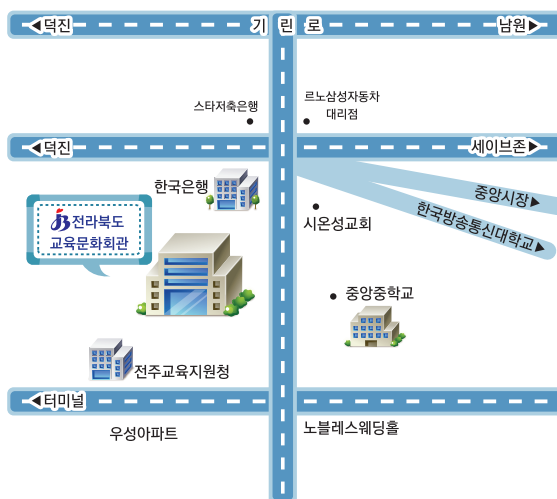 ◀덕진
기린로
남원▶
스타저축은행
르노삼성자동차
대리점
◀덕진
세이브존▶
한국은행
중앙시장▶
한국방송통신대학교▶
전라북도
교육문화회관
시온성교회
중앙중학교
전주교육지원청
◀터미널
우성아파트
노블레스웨딩홀